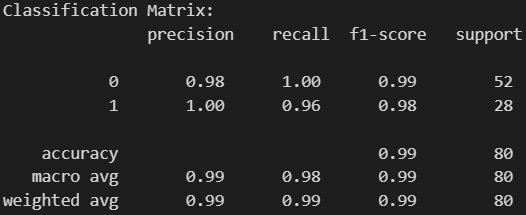 Classification Matrix:
precision recall f1-score support
0 0.98 1.00 0.99 52
1 1.00 0.96 0.98 28
accuracy 0.99 80
macro avg 0.99 0.98 0.99 80
weighted avg 0.99 0.99 0.99 80